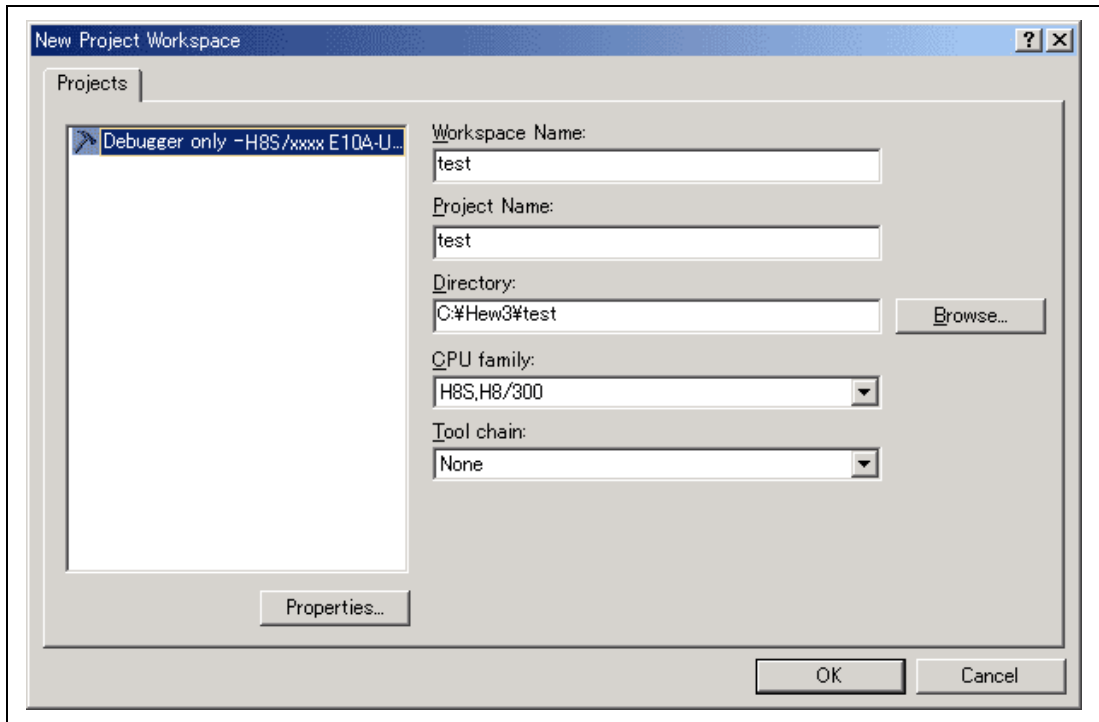 New Project Workspace
Projects
Debugger only -H8S/xxxx E10A-U...
Workspace Name:
test
Project Name:
test
Directory:
C:¥Hew3¥test
Browse...
CPU family:
H8S,H8/300
Tool chain:
None
Properties...
OK
Cancel